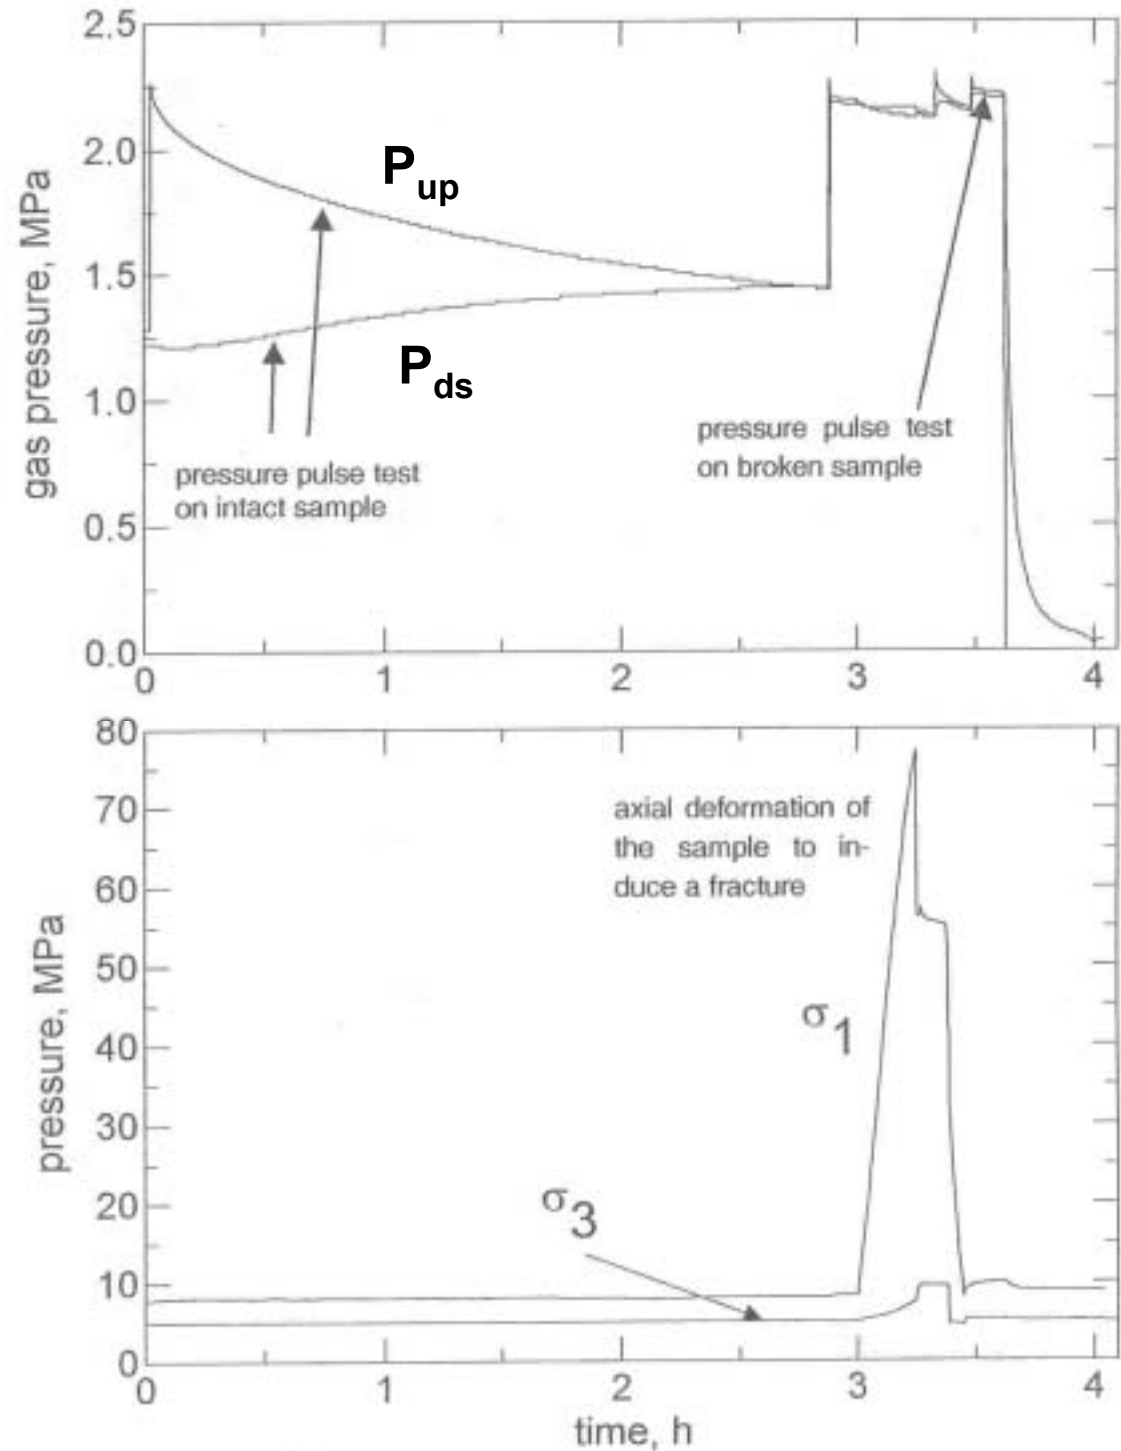 2.5
2.0
1.5
1.0
0.5
0.0
gas pressure, MPa
P up
P ds
pressure pulse test
on intact sample
pressure pulse test
on broken sample
0 1 2 3 4
80
70
60
50
40
30
20
10
0
pressure, MPa
axial deformation of
the sample to in-
duce a fracture
σ1
σ3
0 1 2 3 4
time, h